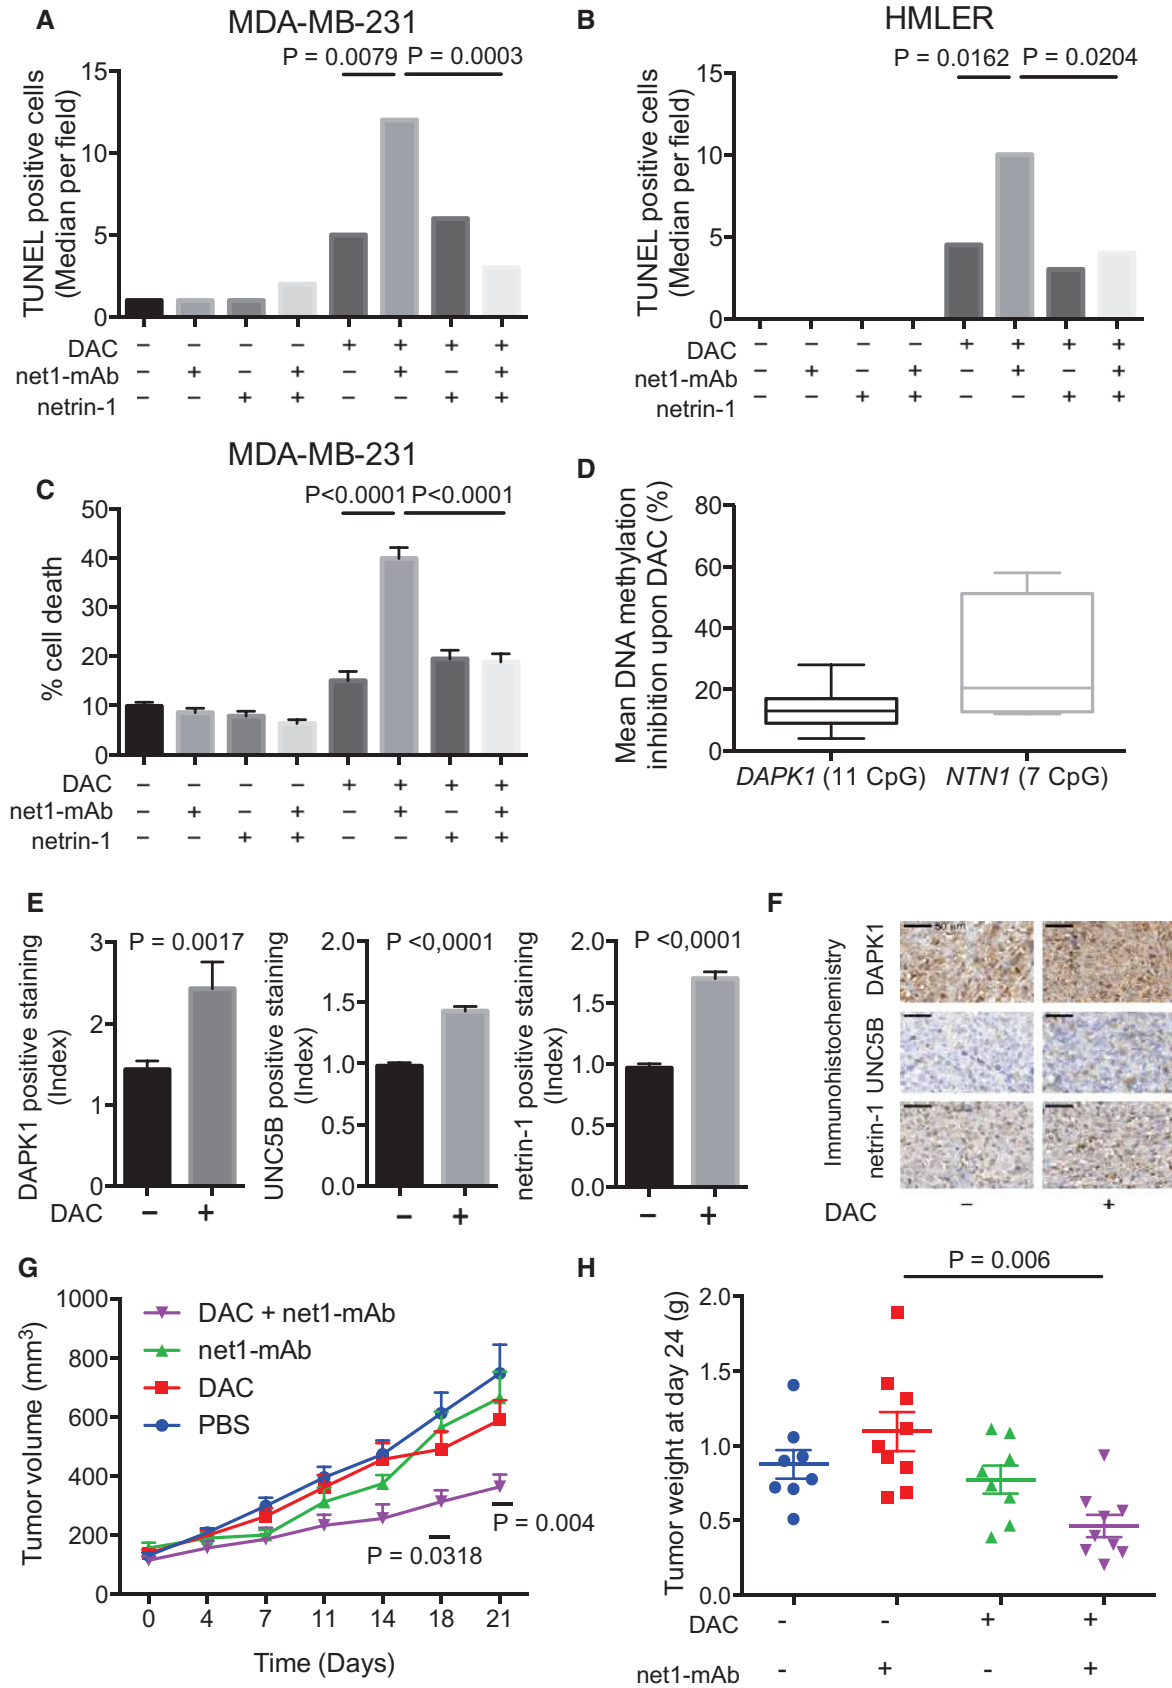 A
MDA-MB-231
P = 0.0079 P = 0.0003
TUNEL positive cells
(Median per field)
15
10
5
0
DAC − − − − + + + +
net1-mAb − + − + − + − +
netrin-1 − − + + − − + +
B
HMLER
P = 0.0162 P = 0.0204
TUNEL positive cells
(Median per field)
15
10
5
0
DAC − − − − + + + +
net1-mAb − + − + − + − +
netrin-1 − − + + − − + +
C
MDA-MB-231
P<0.0001 P<0.0001
% cell death
50
40
30
20
10
0
DAC − − − − + + + +
net1-mAb − + − + − + − +
netrin-1 − − + + − − + +
D
Mean DNA methylation
inhibition upon DAC (%)
80
60
40
20
0
DAPK1 (11 CpG) NTN1 (7 CpG)
E
DAPK1 positive staining
(Index)
P = 0.0017
3
2
1
0
DAC − +
UNC5B positive staining
(Index)
P <0,0001
2.0
1.5
1.0
0.5
0.0
− +
netrin-1 positive staining
(Index)
P <0,0001
2.0
1.5
1.0
0.5
0.0
− +
F
Immunohistochemistry
DAPK1
UNC5B
netrin-1
50 µm
DAC − +
G
Tumor volume (mm³)
1000
800
600
400
200
0
DAC + net1-mAb
net1-mAb
DAC
PBS
P = 0.004
P = 0.0318
0 4 7 11 14 18 21
Time (Days)
H
P = 0.006
Tumor weight at day 24 (g)
2.0
1.5
1.0
0.5
0.0
DAC - - + +
net1-mAb - + - +